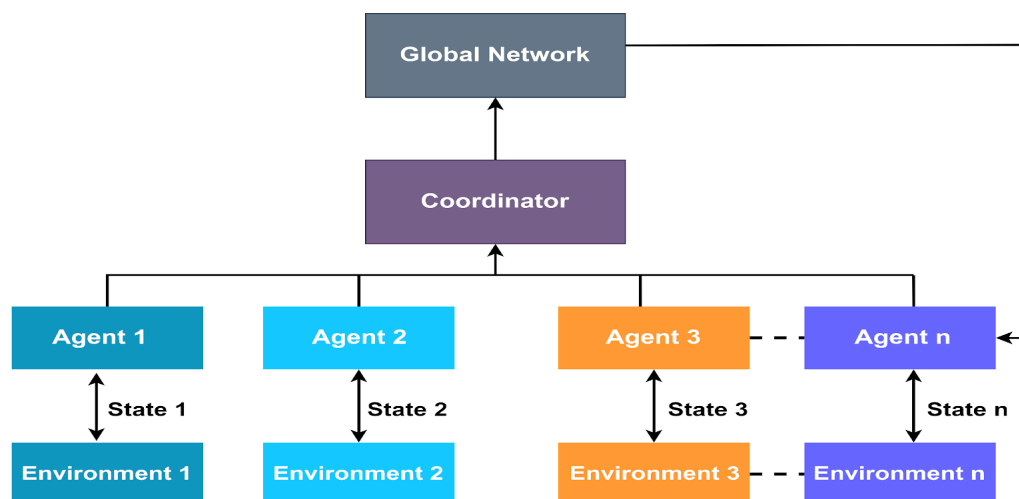 Global Network
Coordinator
Agent 1
Agent 2
Agent 3
Agent n
State 1
State 2
State 3
State n
Environment 1
Environment 2
Environment 3
Environment n